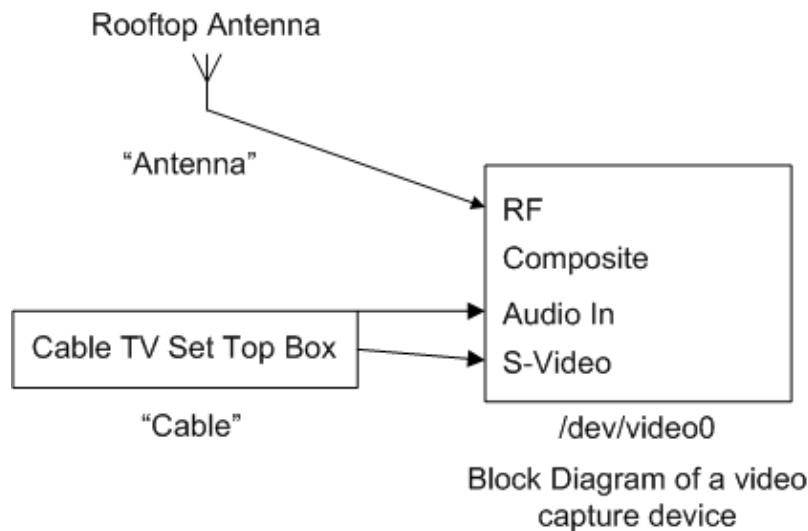 Rooftop Antenna
“Antenna”
RF
Composite
Audio In
S-Video
Cable TV Set Top Box
“Cable”
/dev/video0
Block Diagram of a video
capture device